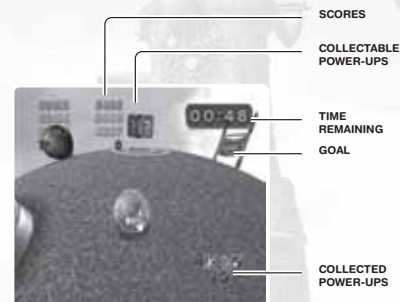 SCORES
COLLECTABLE
POWER-UPS
00:48
TIME
REMAINING
GOAL
COLLECTED
POWER-UPS